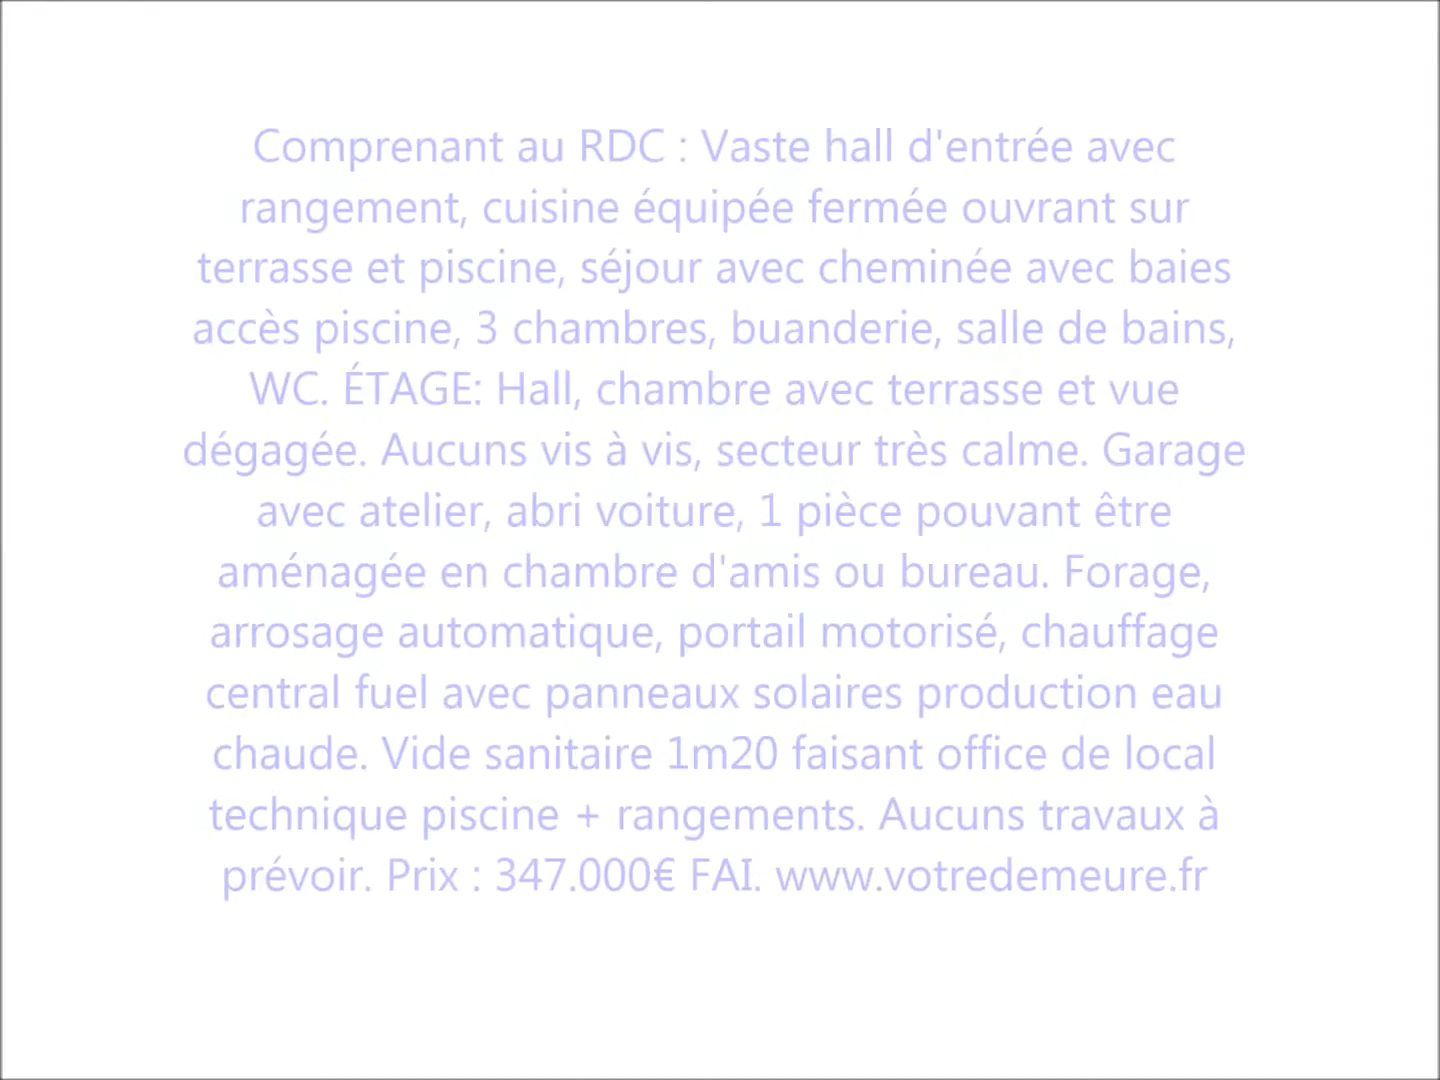 Comprenant au RDC : Vaste hall d'entrée avec
rangement, cuisine équipée fermée ouvrant sur
terrasse et piscine, séjour avec cheminée avec baies
accès piscine, 3 chambres, buanderie, salle de bains,
WC. ÉTAGE: Hall, chambre avec terrasse et vue
dégagée. Aucuns vis à vis, secteur très calme. Garage
avec atelier, abri voiture, 1 pièce pouvant être
aménagée en chambre d'amis ou bureau. Forage,
arrosage automatique, portail motorisé, chauffage
central fuel avec panneaux solaires production eau
chaude. Vide sanitaire 1m20 faisant office de local
technique piscine + rangements. Aucuns travaux à
prévoir. Prix : 347.000€ FAI. www.votredemeure.fr